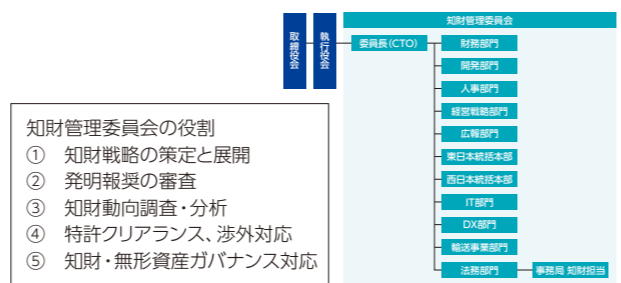 知財管理委員会
取締役会
執行役会
委員長(CTO)
財務部門
開発部門
人事部門
経営戦略部門
広報部門
東日本統括本部
西日本統括本部
IT部門
DX部門
輸送事業部門
法務部門
事務局 知財担当
知財管理委員会の役割
① 知財戦略の策定と展開
② 発明報奨の審査
③ 知財動向調査・分析
④ 特許クリアランス、渉外対応
⑤ 知財・無形資産ガバナンス対応